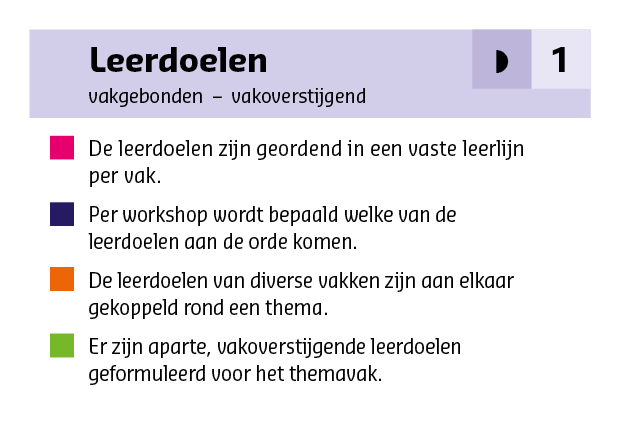 Leerdoelen
1
vakgebonden – vakoverstijgend
De leerdoelen zijn geordend in een vaste leerlijn
per vak.
Per workshop wordt bepaald welke van de
leerdoelen aan de orde komen.
De leerdoelen van diverse vakken zijn aan elkaar
gekoppeld rond een thema.
Er zijn aparte, vakoverstijgende leerdoelen
geformuleerd voor het themavak.